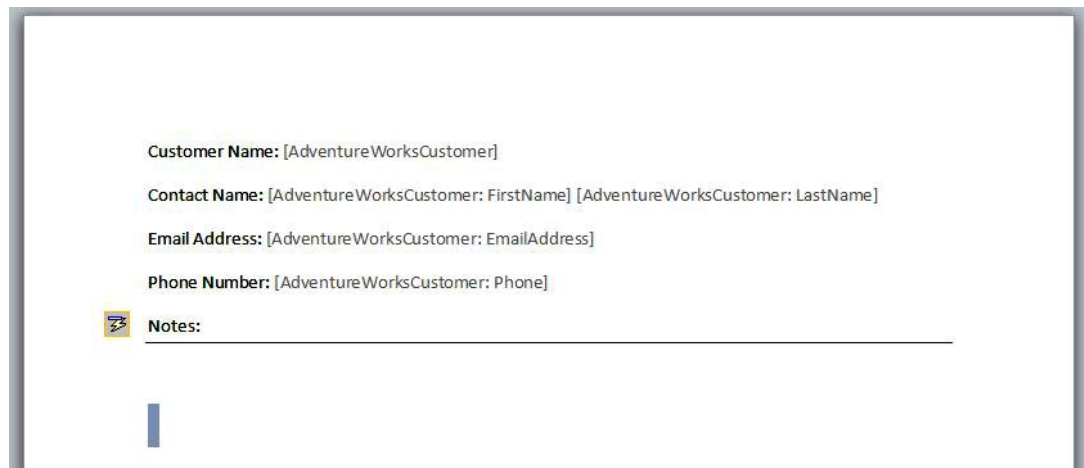 Customer Name: [AdventureWorksCustomer]
Contact Name: [AdventureWorksCustomer: FirstName] [AdventureWorksCustomer: LastName]
Email Address: [AdventureWorksCustomer: EmailAddress]
Phone Number: [AdventureWorksCustomer: Phone]
Notes: